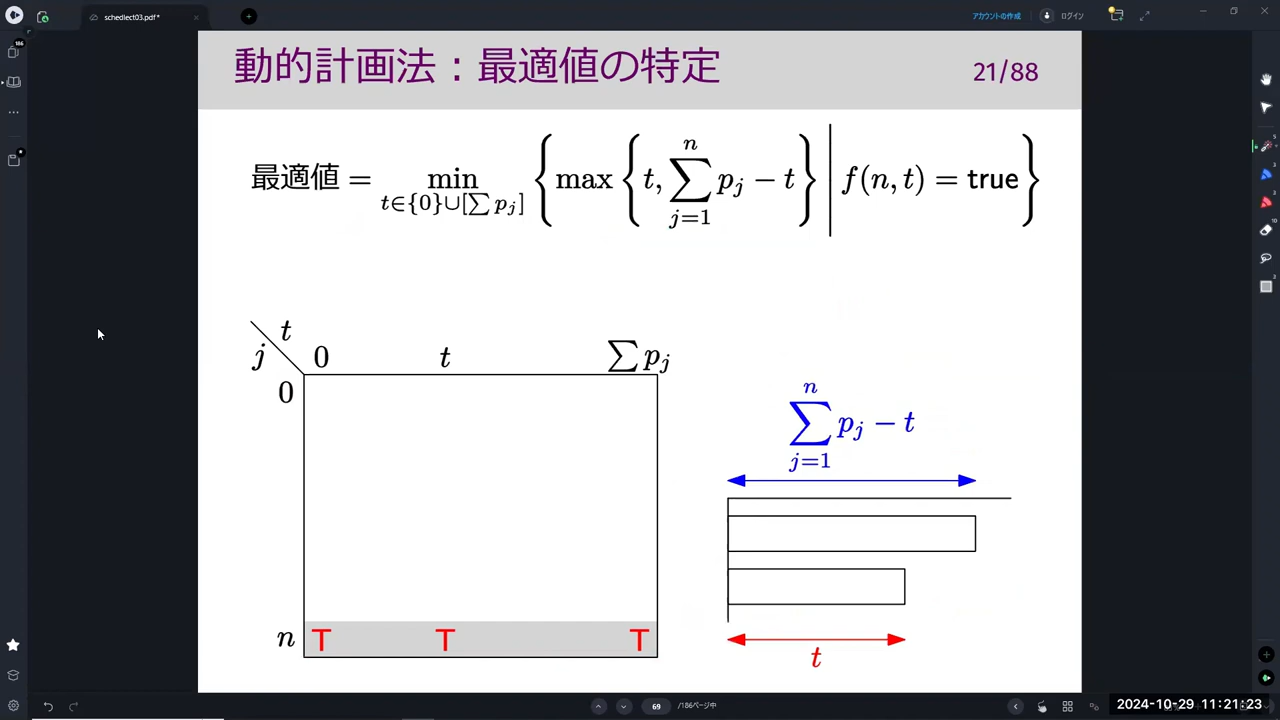 schedlect03.pdf*
アカウントの作成
ログイン
186
動的計画法：最適値の特定
21/88
最適値 = min t∈{0}∪[∑ p_j] { max { t, ∑_{j=1}^{n} p_j − t } | f(n, t) = true }
t
j
0 t ∑ p_j
0
n T T T
∑_{j=1}^{n} p_j − t
t
69 /186ページ中
2024-10-29 11:21:23